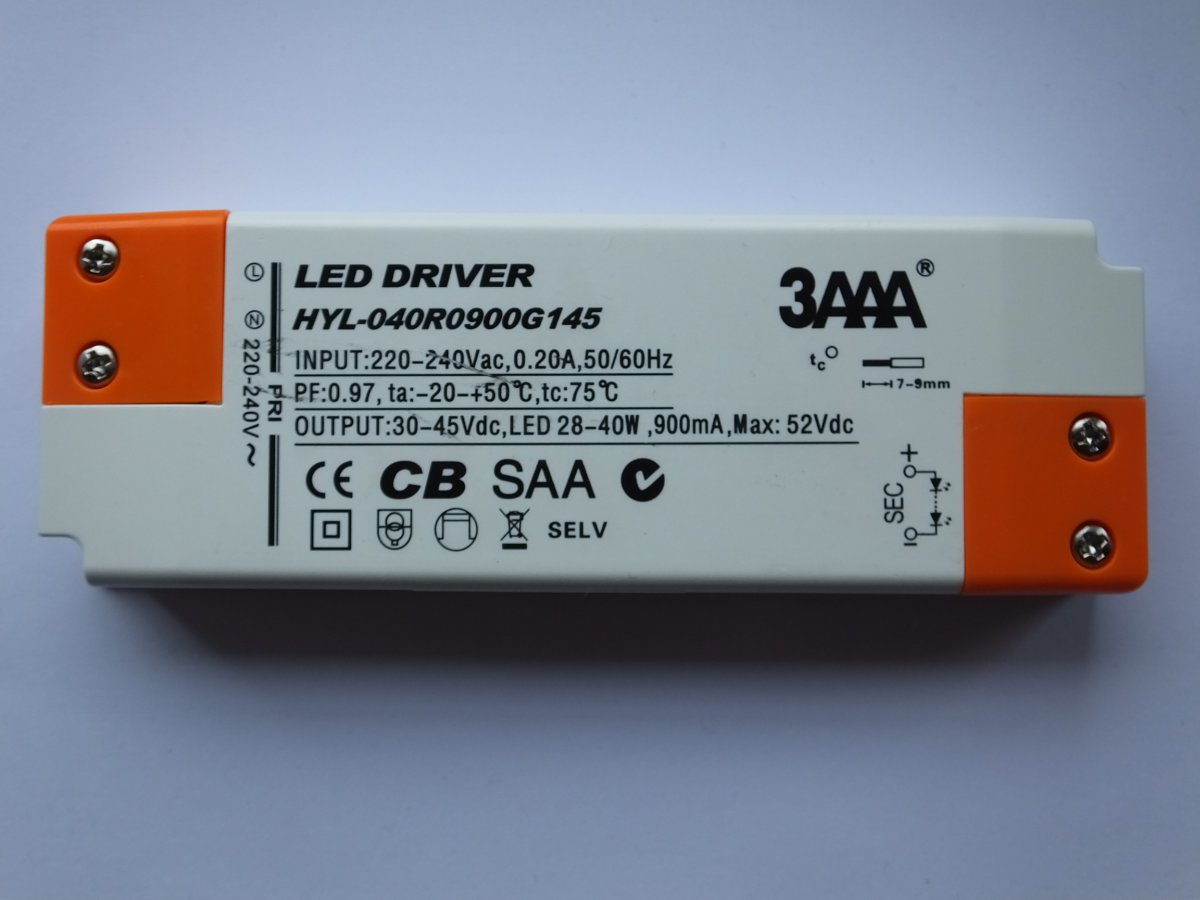 L
N
220-240V~
PRI
LED DRIVER
HYL-040R0900G145
INPUT:220-240Vac,0.20A,50/60Hz
PF:0.97, ta:-20-+50℃,tc:75℃
OUTPUT:30-45Vdc,LED 28-40W ,900mA,Max: 52Vdc
CE CB SAA
SELV
3AAA®
tc
7-9mm
SEC
+
-